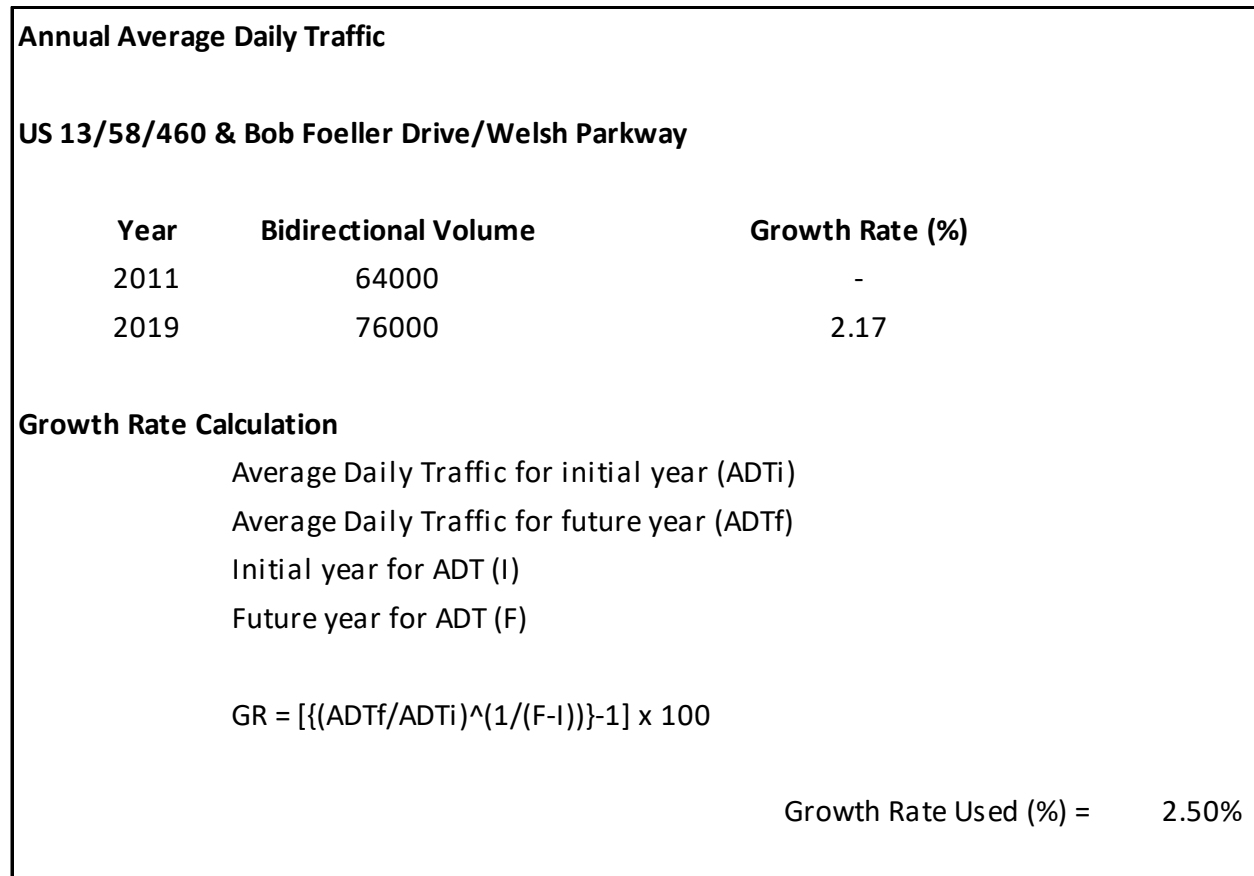 Annual Average Daily Traffic
US 13/58/460 & Bob Foeller Drive/Welsh Parkway
Year Bidirectional Volume Growth Rate (%)
2011 64000 -
2019 76000 2.17
Growth Rate Calculation
Average Daily Traffic for initial year (ADTi)
Average Daily Traffic for future year (ADTf)
Initial year for ADT (I)
Future year for ADT (F)
GR = [{(ADTf/ADTi)^(1/(F-I))}-1] x 100
Growth Rate Used (%) = 2.50%